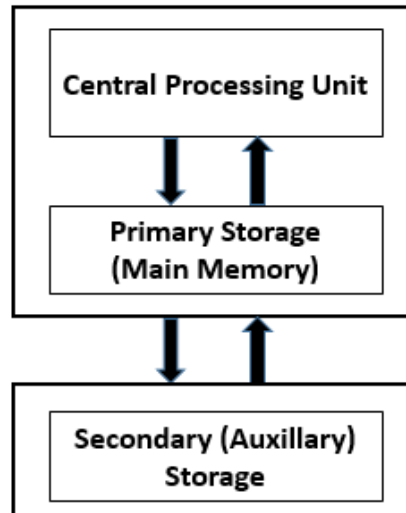 Central Processing Unit
Primary Storage
(Main Memory)
Secondary (Auxillary)
Storage